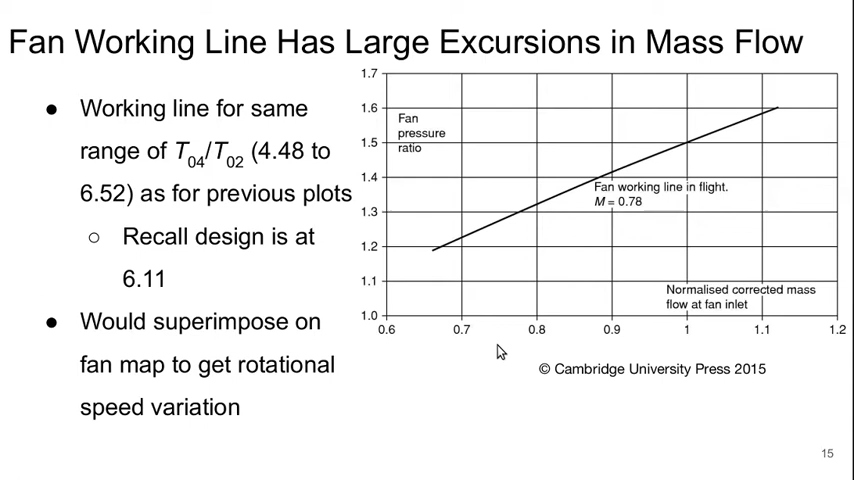 Fan Working Line Has Large Excursions in Mass Flow
● Working line for same
range of T04/T02 (4.48 to
6.52) as for previous plots
○ Recall design is at
6.11
● Would superimpose on
fan map to get rotational
speed variation
1.7
1.6
1.5
1.4
1.3
1.2
1.1
1.0
Fan
pressure
ratio
Fan working line in flight.
M = 0.78
Normalised corrected mass
flow at fan inlet
0.6 0.7 0.8 0.9 1 1.1 1.2
© Cambridge University Press 2015
15